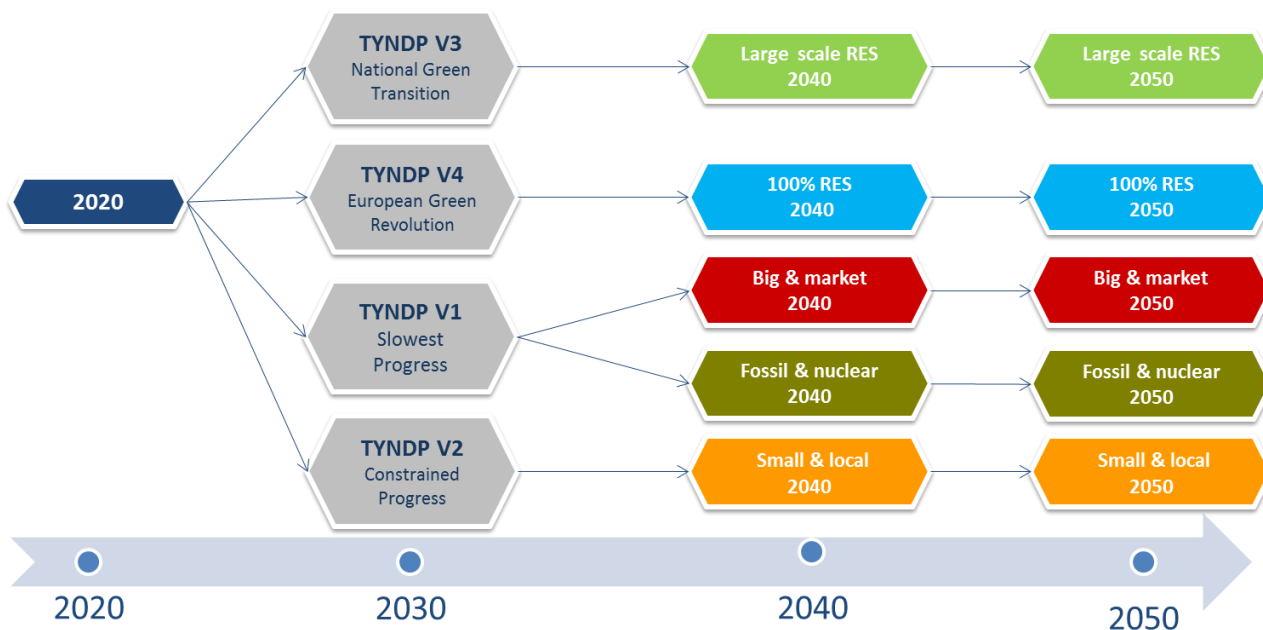 TYNDP V3
National Green
Transition
Large scale RES
2040
Large scale RES
2050
2020
TYNDP V4
European Green
Revolution
100% RES
2040
100% RES
2050
TYNDP V1
Slowest
Progress
Big & market
2040
Big & market
2050
Fossil & nuclear
2040
Fossil & nuclear
2050
TYNDP V2
Constrained
Progress
Small & local
2040
Small & local
2050
2020
2030
2040
2050